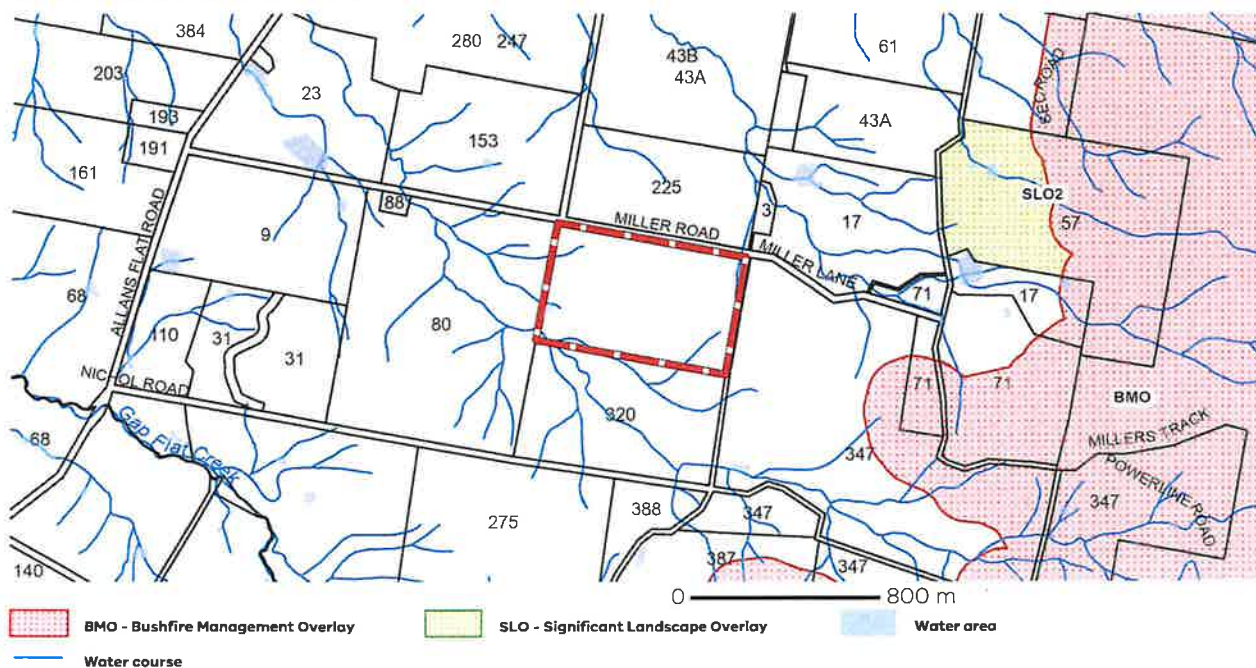 384
280 247
43B
43A
61
203
23
193
43A
153
191
161
225
SEC ROAD
SLO2
57
88
3
17
MILLER ROAD
9
MILLER LANE
ALLANS FLAT ROAD
68
71
17
110
31
31
80
NICHOL ROAD
71
71
BMO
320
68
Gap Flat Creek
347
MILLERS TRACK
POWERLINE ROAD
347
275
388
347
387
347
140
0 800 m
BMO - Bushfire Management Overlay
SLO - Significant Landscape Overlay
Water area
Water course